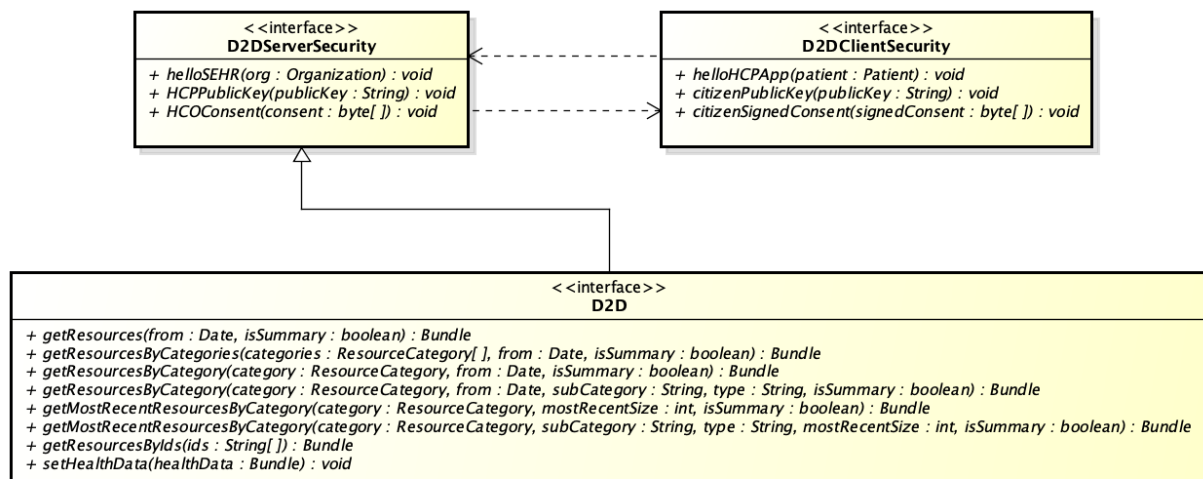 <<interface>>
D2DServerSecurity
+ helloSEHR(org : Organization) : void
+ HCPPublicKey(publicKey : String) : void
+ HCOConsent(consent : byte[ ]) : void
<<interface>>
D2DClientSecurity
+ helloHCPApp(patient : Patient) : void
+ citizenPublicKey(publicKey : String) : void
+ citizenSignedConsent(signedConsent : byte[ ]) : void
<<interface>>
D2D
+ getResources(from : Date, isSummary : boolean) : Bundle
+ getResourcesByCategories(categories : ResourceCategory[ ], from : Date, isSummary : boolean) : Bundle
+ getResourcesByCategory(category : ResourceCategory, from : Date, isSummary : boolean) : Bundle
+ getResourcesByCategory(category : ResourceCategory, from : Date, subCategory : String, type : String, isSummary : boolean) : Bundle
+ getMostRecentResourcesByCategory(category : ResourceCategory, mostRecentSize : int, isSummary : boolean) : Bundle
+ getMostRecentResourcesByCategory(category : ResourceCategory, subCategory : String, type : String, mostRecentSize : int, isSummary : boolean) : Bundle
+ getResourcesByIds(ids : String[ ]) : Bundle
+ setHealthData(healthData : Bundle) : void